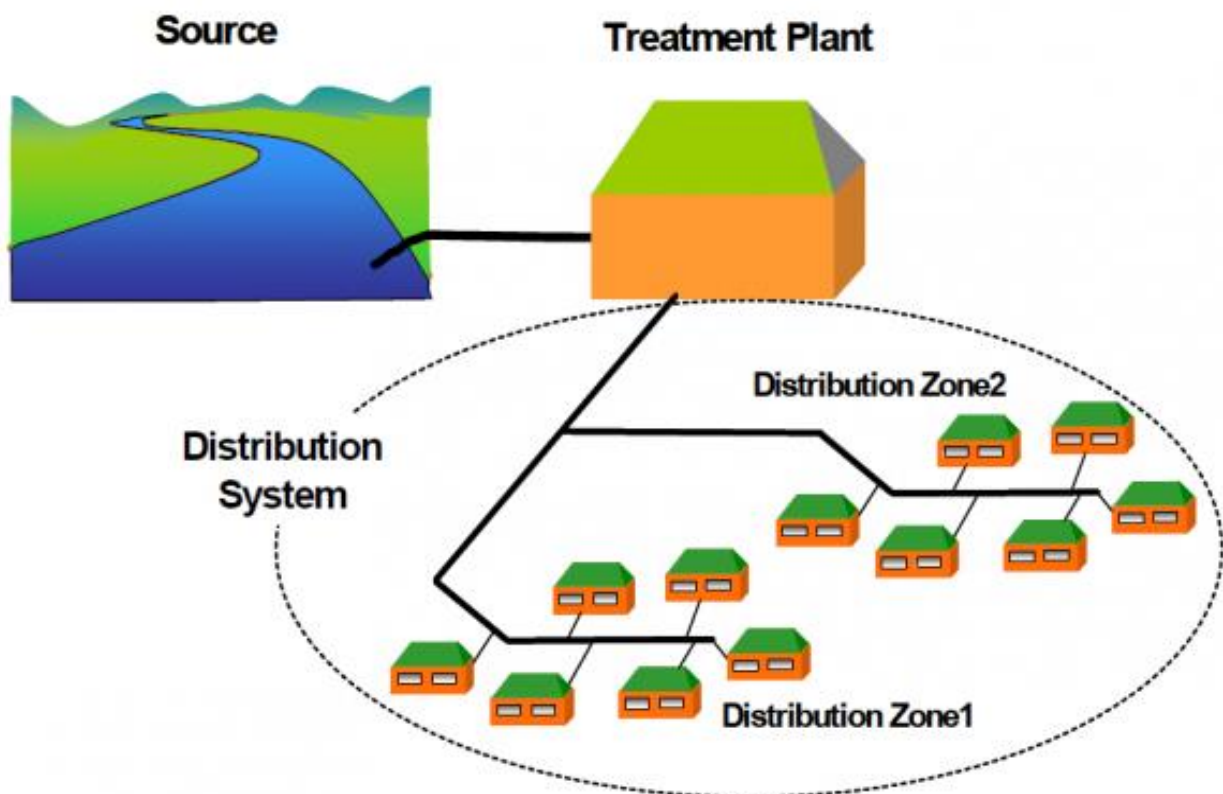 Source
Treatment Plant
Distribution Zone2
Distribution
System
Distribution Zone1